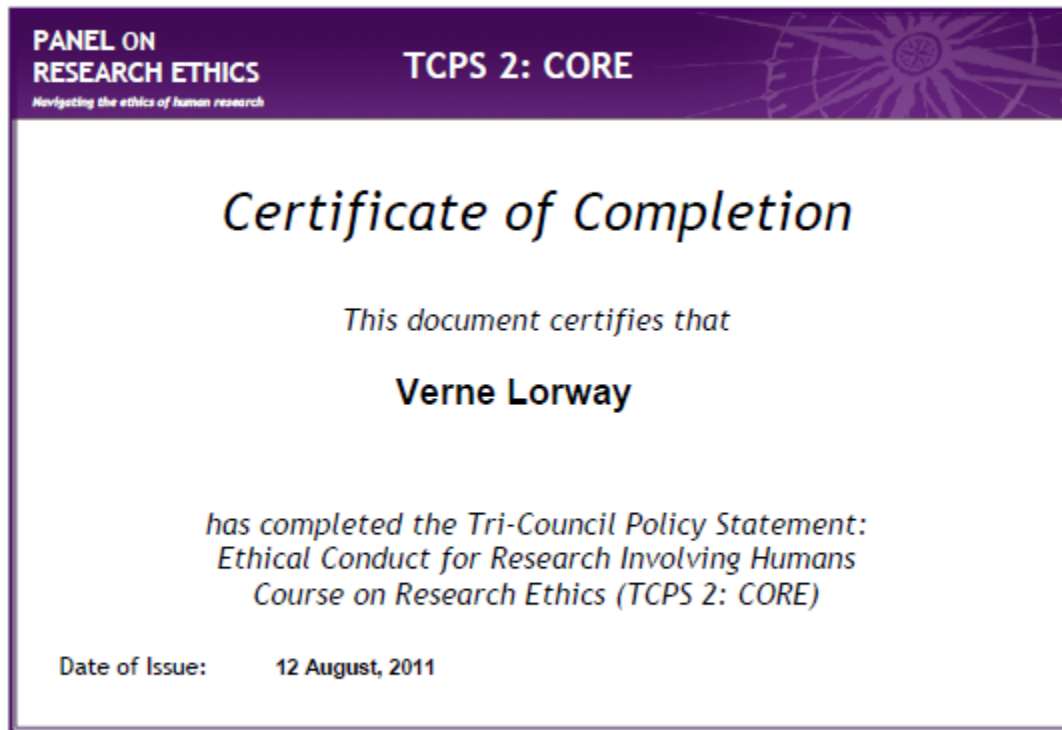 PANEL ON
RESEARCH ETHICS
Navigating the ethics of human research
TCPS 2: CORE
Certificate of Completion
This document certifies that
Verne Lorway
has completed the Tri-Council Policy Statement:
Ethical Conduct for Research Involving Humans
Course on Research Ethics (TCPS 2: CORE)
Date of Issue: 12 August, 2011